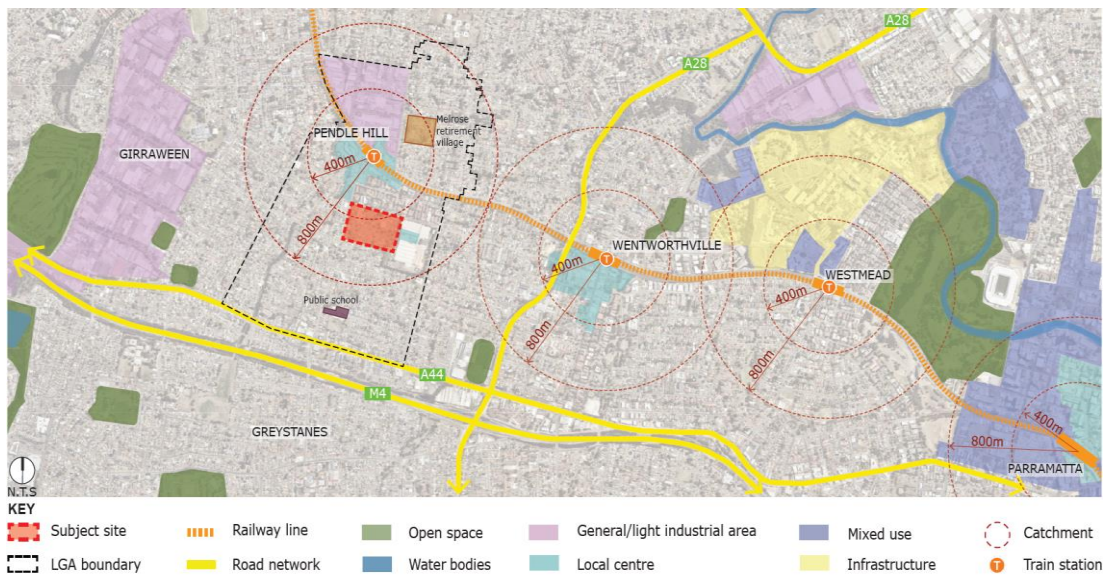 A28
A28
PENDLE HILL
Melrose
retirement
village
GIRRAWEEN
400m
800m
WENTWORTHVILLE
400m
800m
WESTMEAD
400m
800m
Public school
A44
M4
GREYSTANES
400m
800m
PARRAMATTA
N.T.S
KEY
Subject site
Railway line
Open space
General/light industrial area
Mixed use
Catchment
LGA boundary
Road network
Water bodies
Local centre
Infrastructure
T Train station
T
T
T